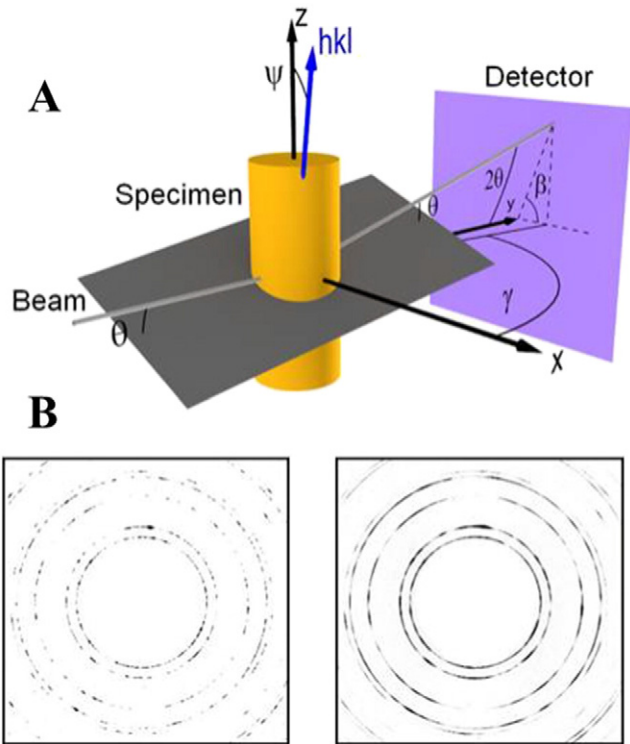 A
z
hkl
ψ
Detector
Specimen
2θ
β
y
θ
Beam
θ
γ
X
B